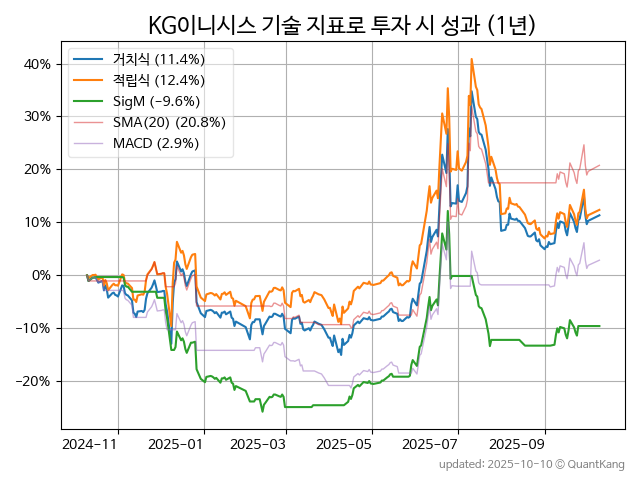 KG이니시스 기술 지표로 투자 시 성과 (1년)
거치식 (11.4%)
적립식 (12.4%)
SigM (−9.6%)
SMA(20) (20.8%)
MACD (2.9%)
40%
30%
20%
10%
0%
−10%
−20%
2024-11 2025-01 2025-03 2025-05 2025-07 2025-09
updated: 2025-10-10 © QuantKang